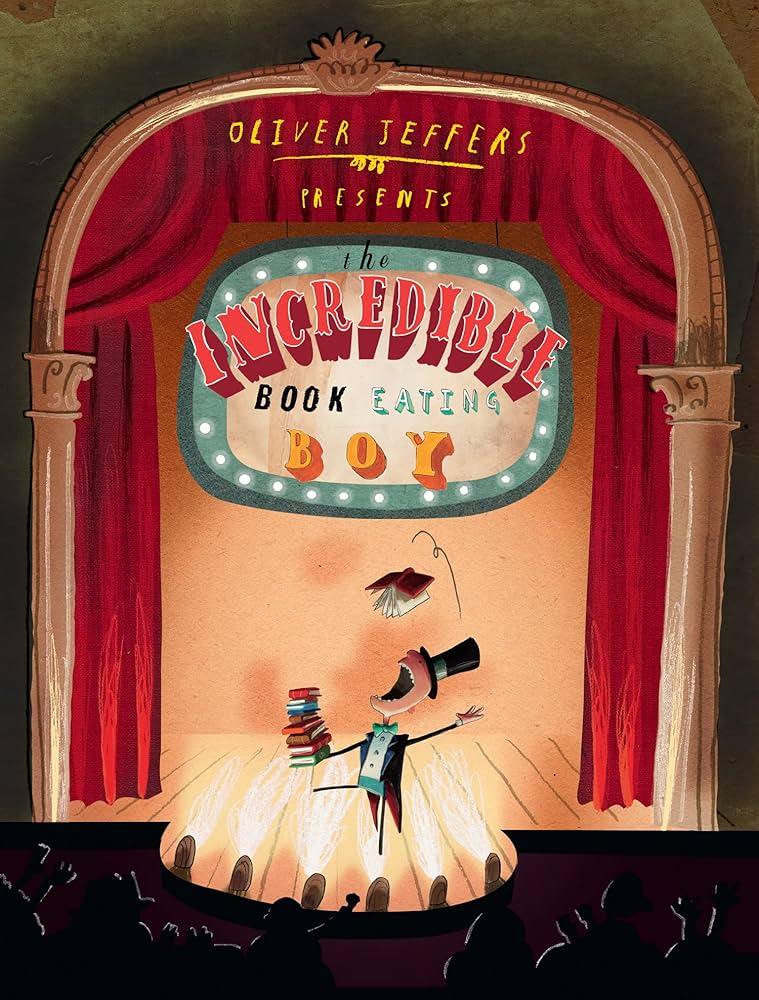 OLIVER JEFFERS
PRESENTS
the
INCREDIBLE
BOOK EATING
BOY